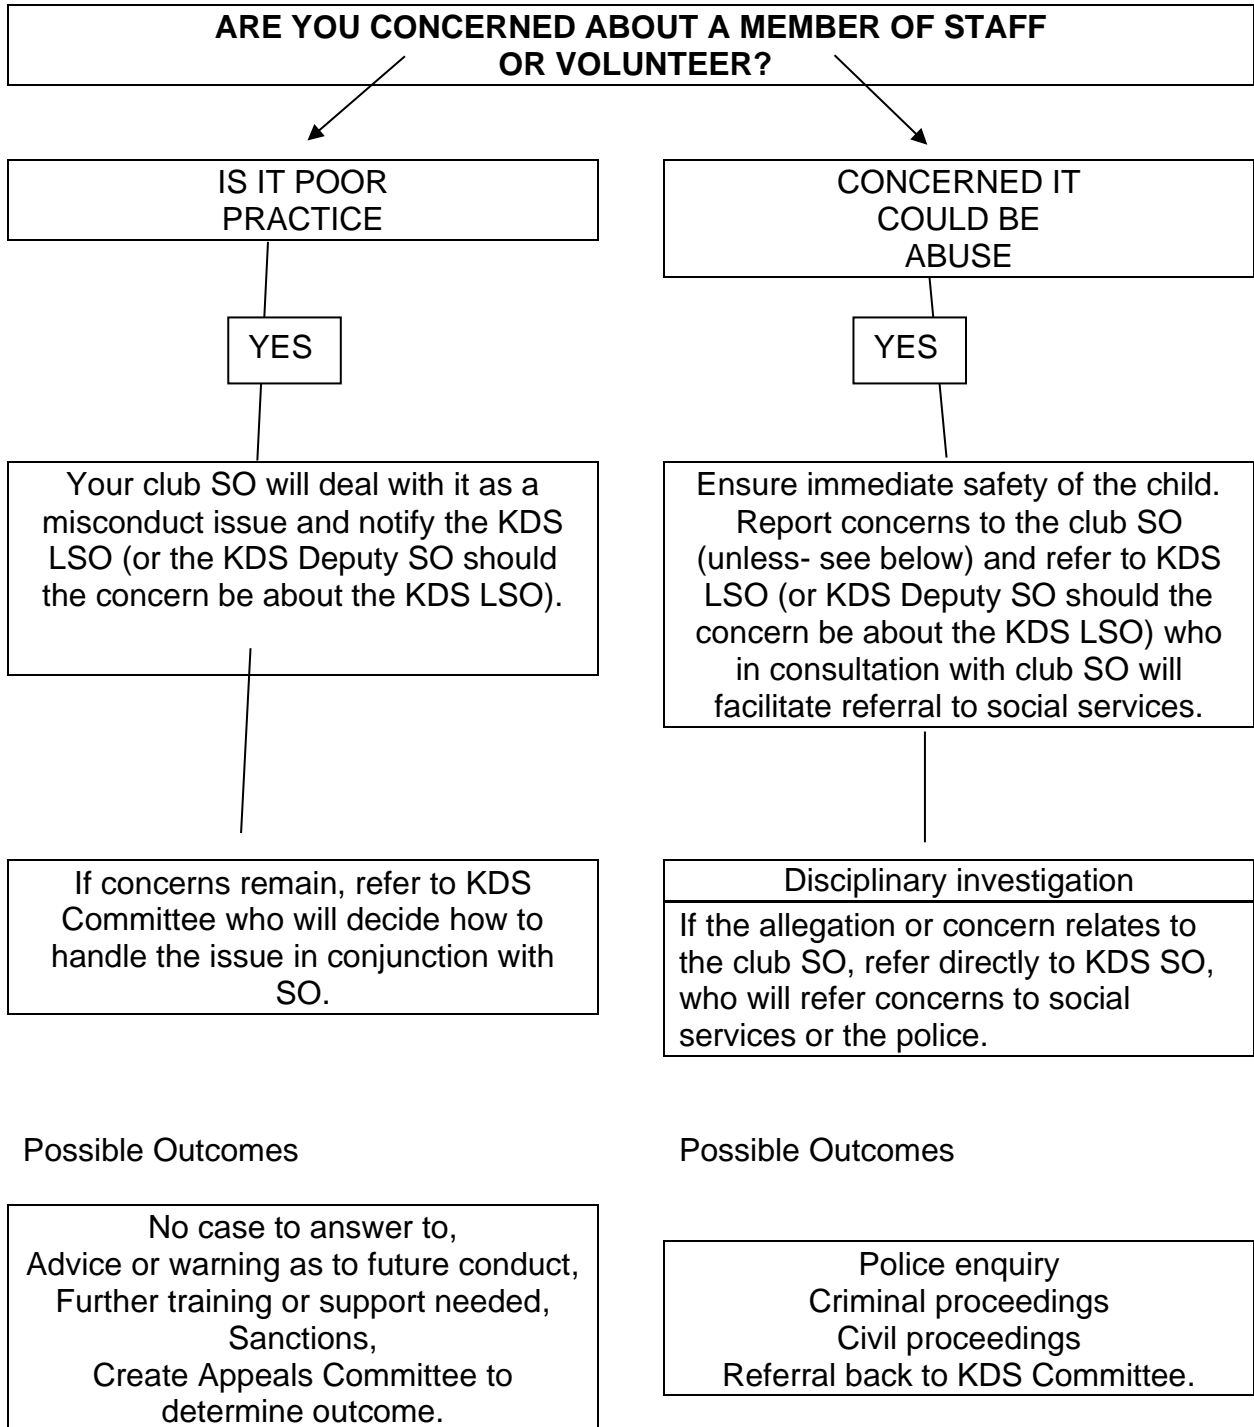 ARE YOU CONCERNED ABOUT A MEMBER OF STAFF
OR VOLUNTEER?
IS IT POOR
PRACTICE
CONCERNED IT
COULD BE
ABUSE
YES
YES
Your club SO will deal with it as a
misconduct issue and notify the KDS
LSO (or the KDS Deputy SO should
the concern be about the KDS LSO).
Ensure immediate safety of the child.
Report concerns to the club SO
(unless- see below) and refer to KDS
LSO (or KDS Deputy SO should the
concern be about the KDS LSO) who
in consultation with club SO will
facilitate referral to social services.
If concerns remain, refer to KDS
Committee who will decide how to
handle the issue in conjunction with
SO.
Disciplinary investigation
If the allegation or concern relates to
the club SO, refer directly to KDS SO,
who will refer concerns to social
services or the police.
Possible Outcomes
Possible Outcomes
No case to answer to,
Advice or warning as to future conduct,
Further training or support needed,
Sanctions,
Create Appeals Committee to
determine outcome.
Police enquiry
Criminal proceedings
Civil proceedings
Referral back to KDS Committee.